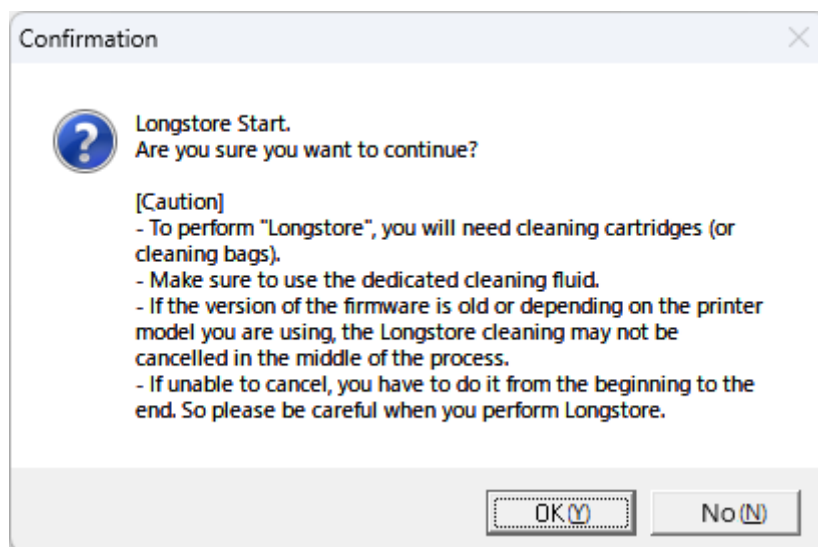 Confirmation
Longstore Start.
Are you sure you want to continue?
[Caution]
- To perform "Longstore", you will need cleaning cartridges (or
cleaning bags).
- Make sure to use the dedicated cleaning fluid.
- If the version of the firmware is old or depending on the printer
model you are using, the Longstore cleaning may not be
cancelled in the middle of the process.
- If unable to cancel, you have to do it from the beginning to the
end. So please be careful when you perform Longstore.
OK(Y) No(N)